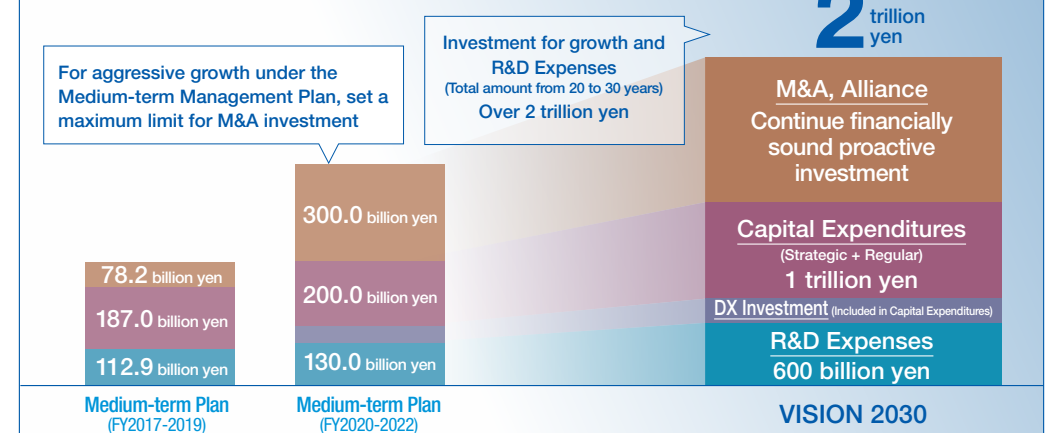 2 trillion
yen
For aggressive growth under the
Medium-term Management Plan, set a
maximum limit for M&A investment
Investment for growth and
R&D Expenses
(Total amount from 20 to 30 years)
Over 2 trillion yen
78.2 billion yen
187.0 billion yen
112.9 billion yen
Medium-term Plan
(FY2017-2019)
300.0 billion yen
200.0 billion yen
130.0 billion yen
Medium-term Plan
(FY2020-2022)
M&A, Alliance
Continue financially
sound proactive
investment
Capital Expenditures
(Strategic + Regular)
1 trillion yen
DX Investment (Included in Capital Expenditures)
R&D Expenses
600 billion yen
VISION 2030